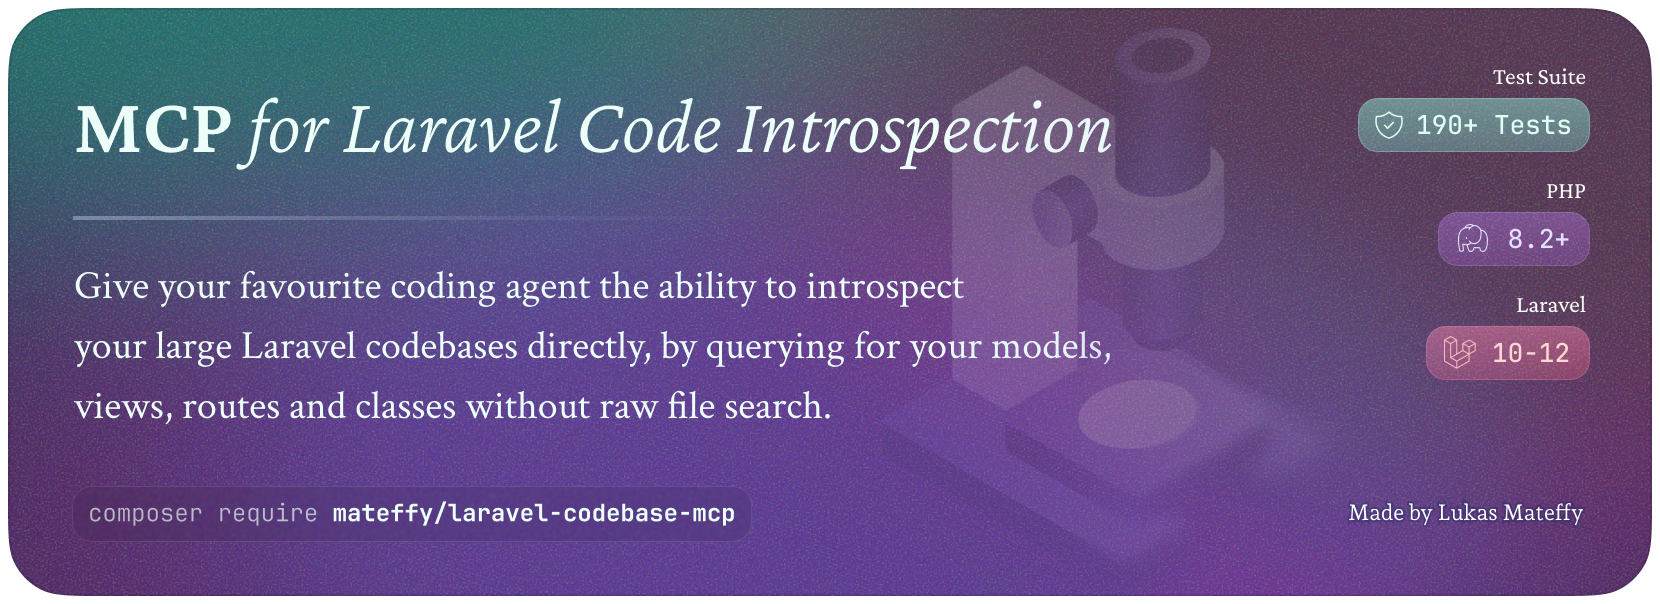 MCP for Laravel Code Introspection
Give your favourite coding agent the ability to introspect
your large Laravel codebases directly, by querying for your models,
views, routes and classes without raw file search.
composer require mateffy/laravel-codebase-mcp
Test Suite
190+ Tests
PHP
8.2+
Laravel
10-12
Made by Lukas Mateffy